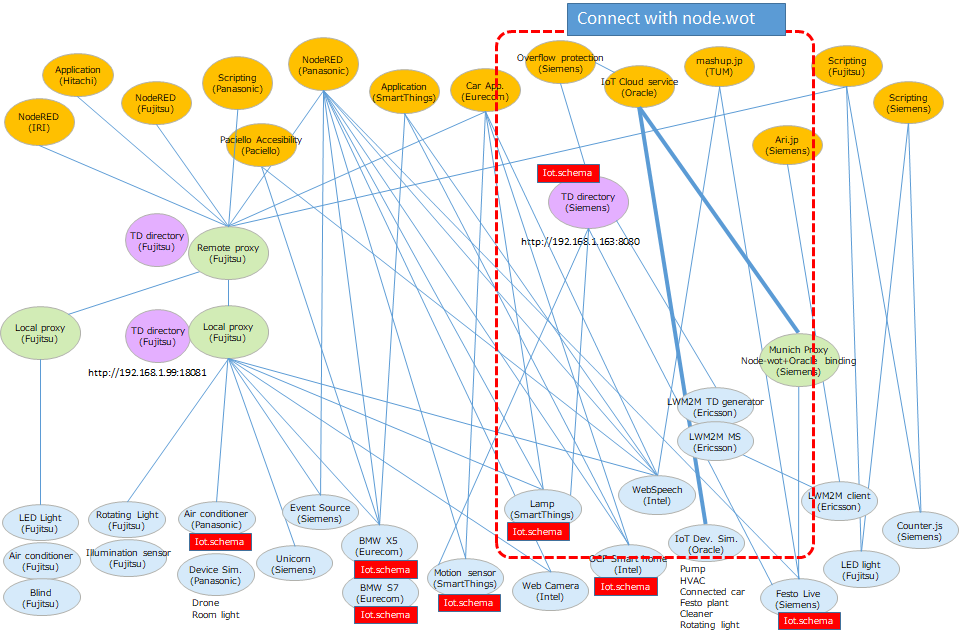 Connect with node.wot
Application
(Hitachi)
NodeRED
(IRI)
NodeRED
(Fujitsu)
Scripting
(Panasonic)
Paciello Accesibility
(Paciello)
NodeRED
(Panasonic)
Application
(SmartThings)
Car App.
(Eurecom)
Overflow protection
(Siemens)
IoT Cloud service
(Oracle)
mashup.jp
(TUM)
Scripting
(Fujitsu)
Scripting
(Siemens)
Ari.jp
(Siemens)
Iot.schema
TD directory
(Siemens)
http://192.168.1.163:8080
TD directory
(Fujitsu)
Remote proxy
(Fujitsu)
Local proxy
(Fujitsu)
TD directory
(Fujitsu)
Local proxy
(Fujitsu)
http://192.168.1.99:18081
Munich Proxy
Node-wot+Oracle binding
(Siemens)
LWM2M TD generator
(Ericsson)
LWM2M MS
(Ericsson)
LED Light
(Fujitsu)
Air conditioner
(Fujitsu)
Blind
(Fujitsu)
Rotating Light
(Fujitsu)
Illumination sensor
(Fujitsu)
Air conditioner
(Panasonic)
Iot.schema
Device Sim.
(Panasonic)
Drone
Room light
Event Source
(Siemens)
Unicorn
(Siemens)
BMW X5
(Eurecom)
Iot.schema
BMW S7
(Eurecom)
Iot.schema
Motion sensor
(SmartThings)
Iot.schema
Lamp
(SmartThings)
Iot.schema
Web Camera
(Intel)
WebSpeech
(Intel)
OCF Smart home
(Intel)
Iot.schema
IoT Dev. Sim.
(Oracle)
Pump
HVAC
Connected car
Festo plant
Cleaner
Rotating light
LWM2M client
(Ericsson)
Counter.js
(Siemens)
LED light
(Fujitsu)
Festo Live
(Siemens)
Iot.schema